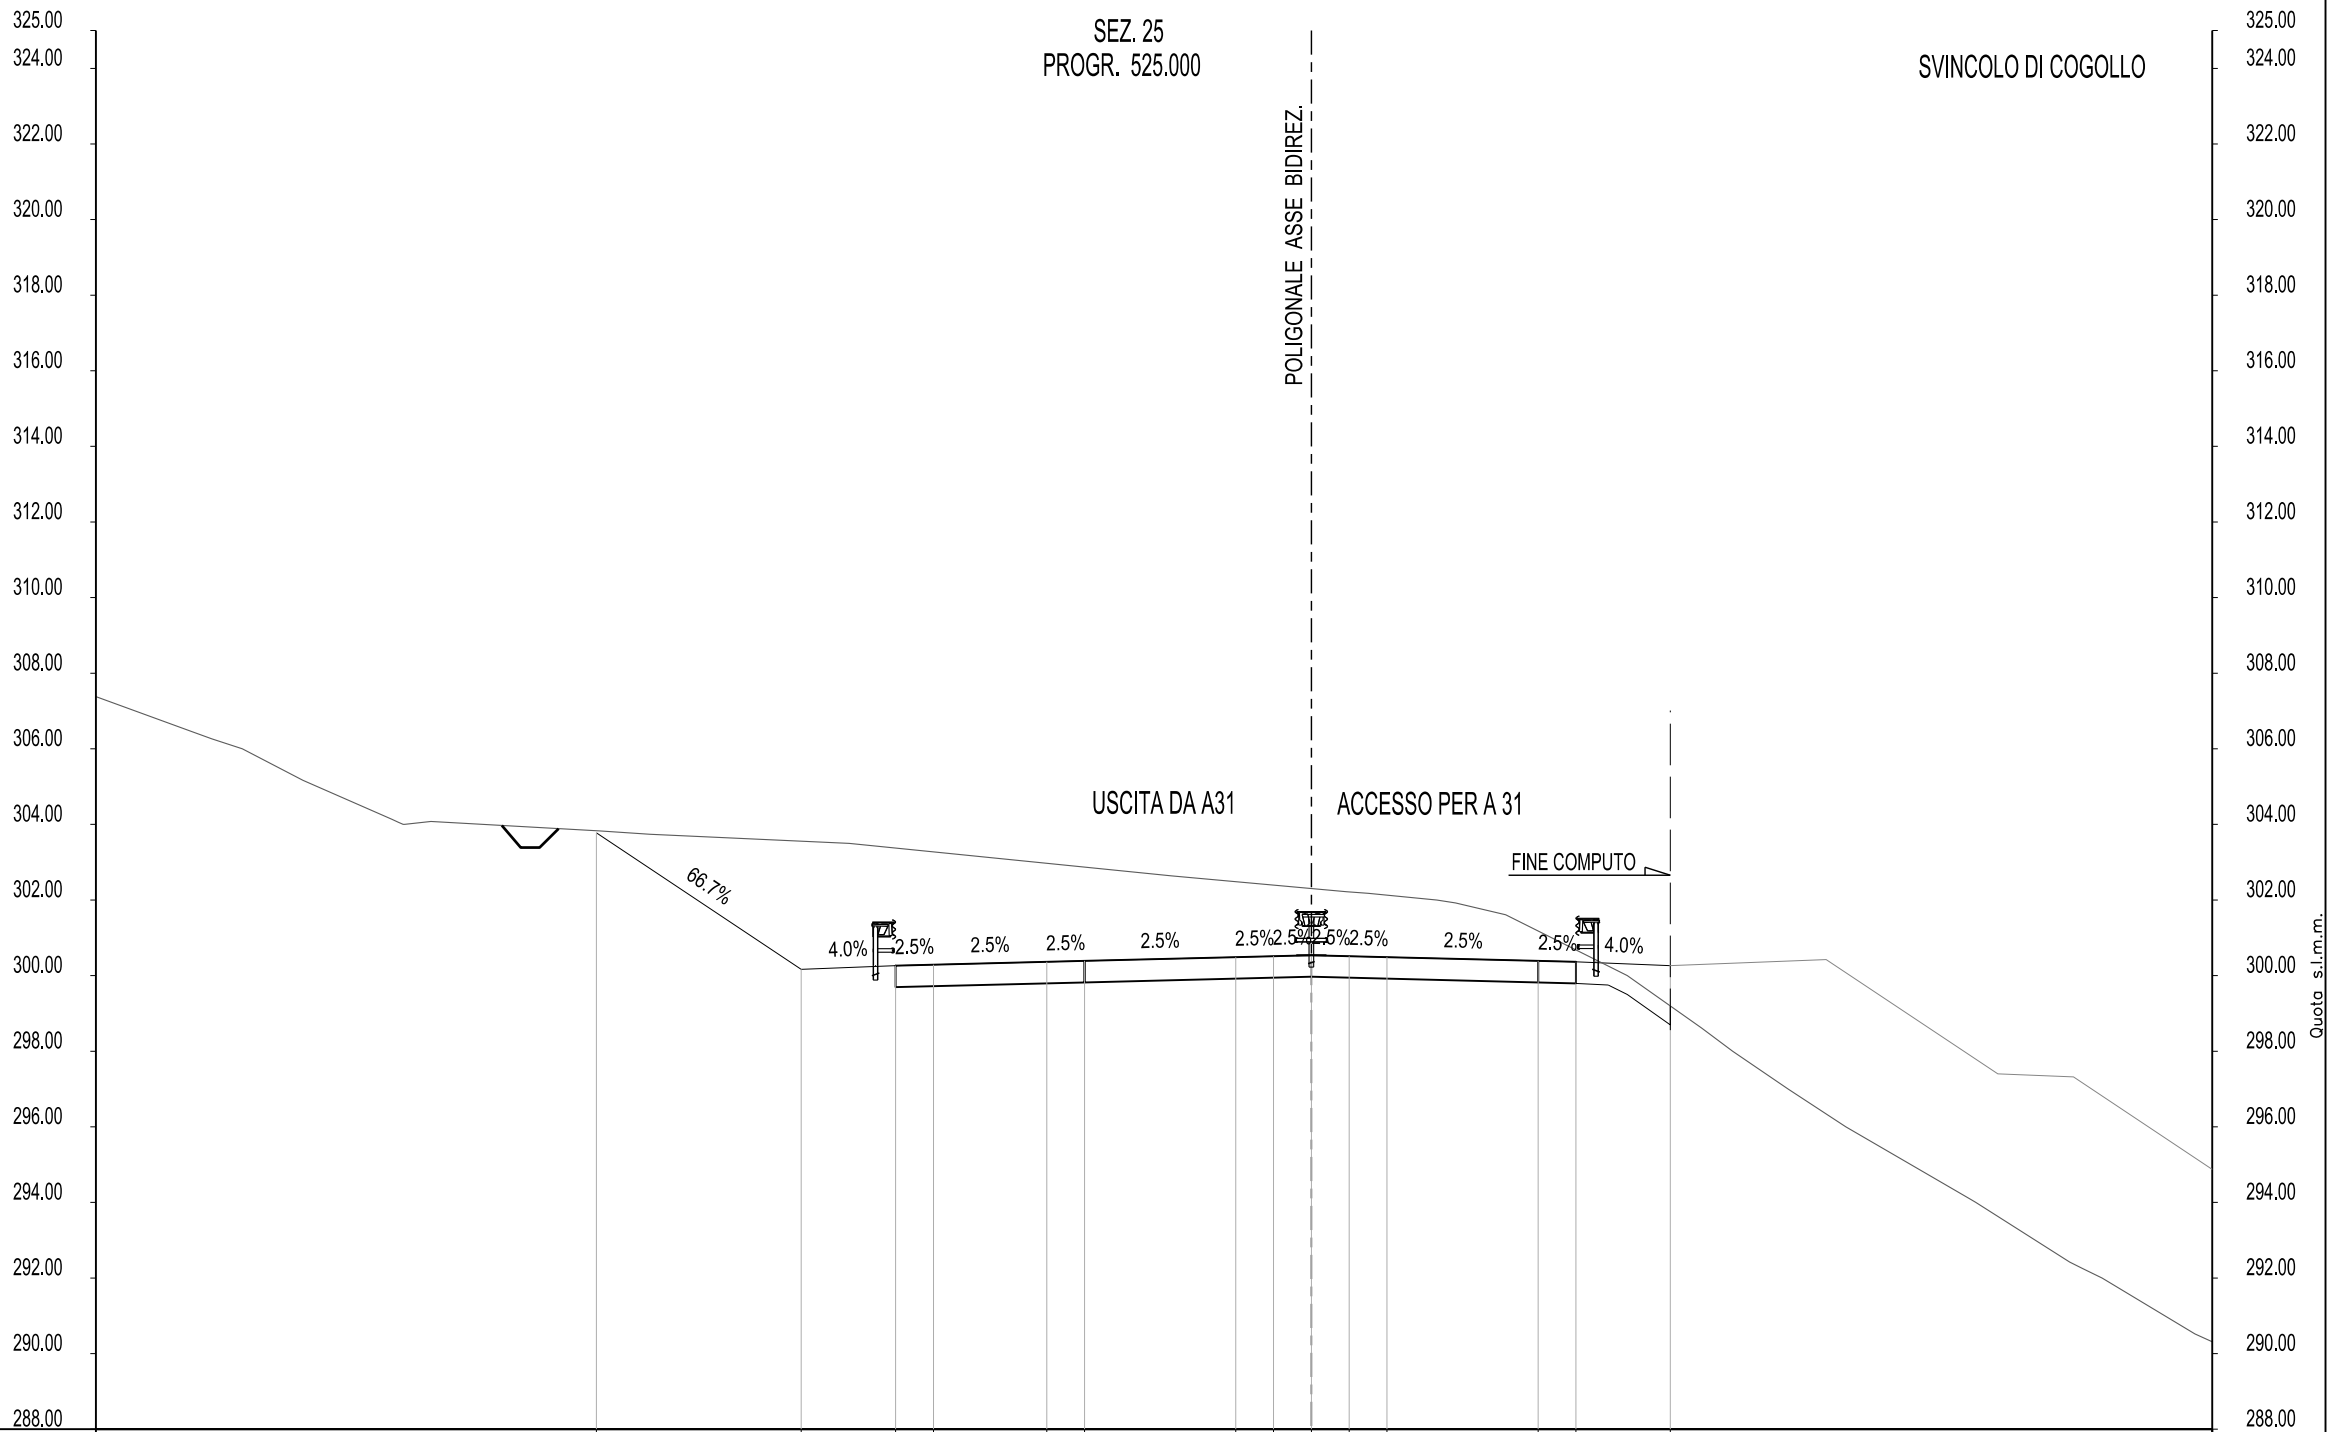 325.00 325.00
SEZ. 25
324.00 324.00
PROGR. 525.000
SVINCOLO DI COGOLLO
322.00 322.00
POLIGONALE ASSE BIDIREZ.
320.00 320.00
318.00 318.00
316.00 316.00
314.00 314.00
312.00 312.00
310.00 310.00
308.00 308.00
306.00 306.00
304.00 304.00
USCITA DA A31 ACCESSO PER A 31
FINE COMPUTO
302.00 302.00
66.7%
4.0% 2.5% 2.5% 2.5% 2.5% 2.5% 2.5% 2.5% 2.5% 2.5% 2.5% 4.0%
300.00 300.00
Quota s.l.m.m.
298.00 298.00
296.00 296.00
294.00 294.00
292.00 292.00
290.00 290.00
288.00 288.00